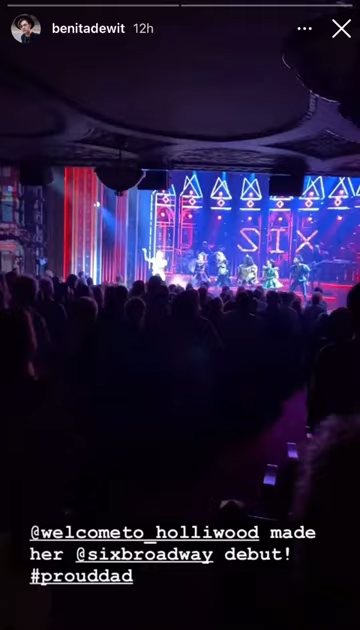 benitadewit 12h
SIX
@welcometo_holliwood made
her @sixbroadway debut!
#prouddad